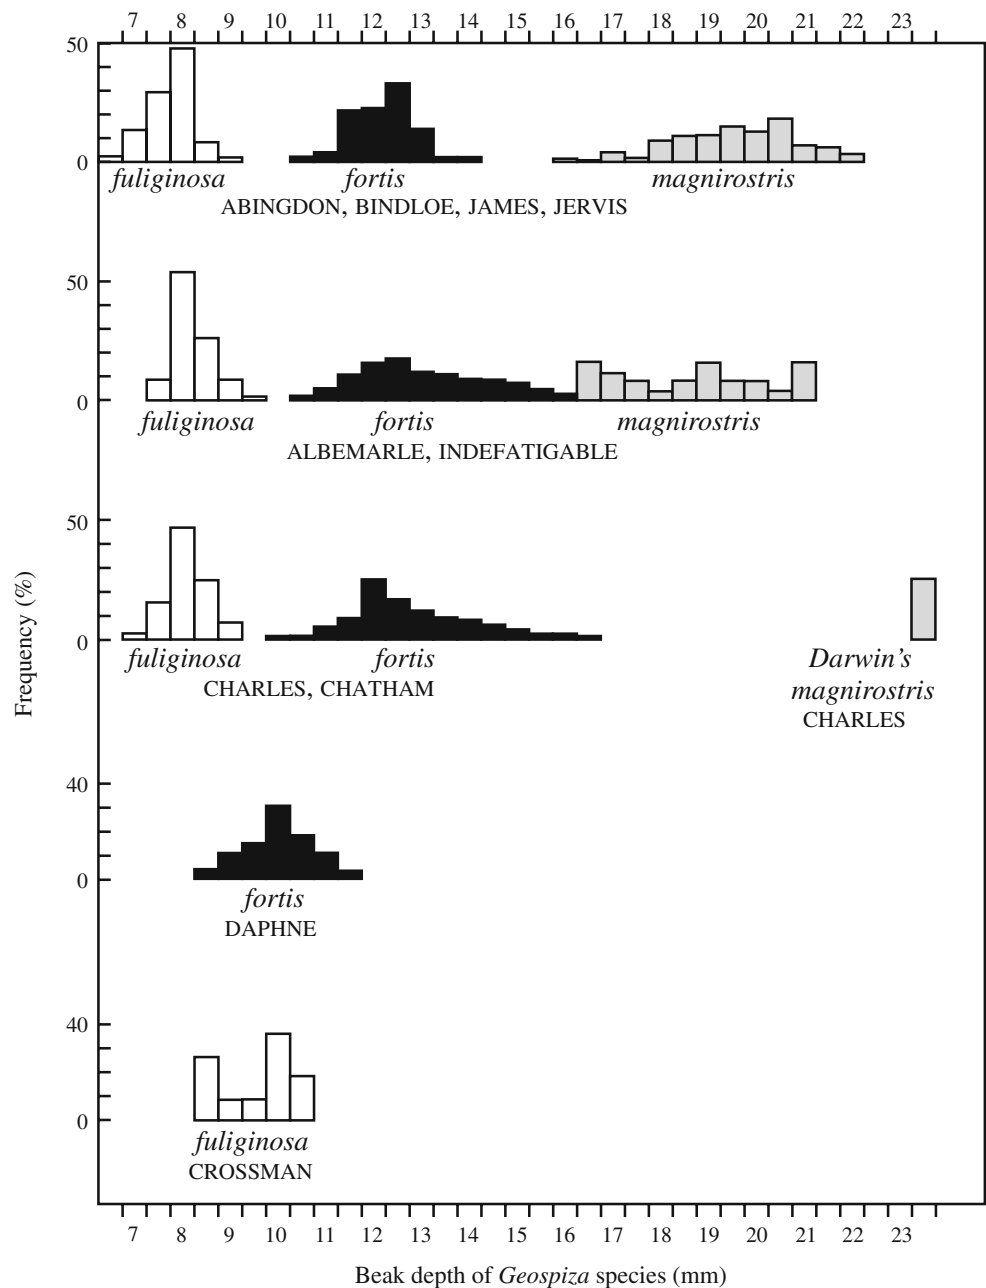 7 8 9 10 11 12 13 14 15 16 17 18 19 20 21 22 23
50
0
fuliginosa fortis magnirostris
ABINGDON, BINDLOE, JAMES, JERVIS
50
0
fuliginosa fortis magnirostris
ALBEMARLE, INDEFATIGABLE
50
0
fuliginosa fortis Darwin's
magnirostris
CHARLES, CHATHAM
CHARLES
Frequency (%)
40
0
fortis
DAPHNE
40
0
fuliginosa
CROSSMAN
7 8 9 10 11 12 13 14 15 16 17 18 19 20 21 22 23
Beak depth of Geospiza species (mm)